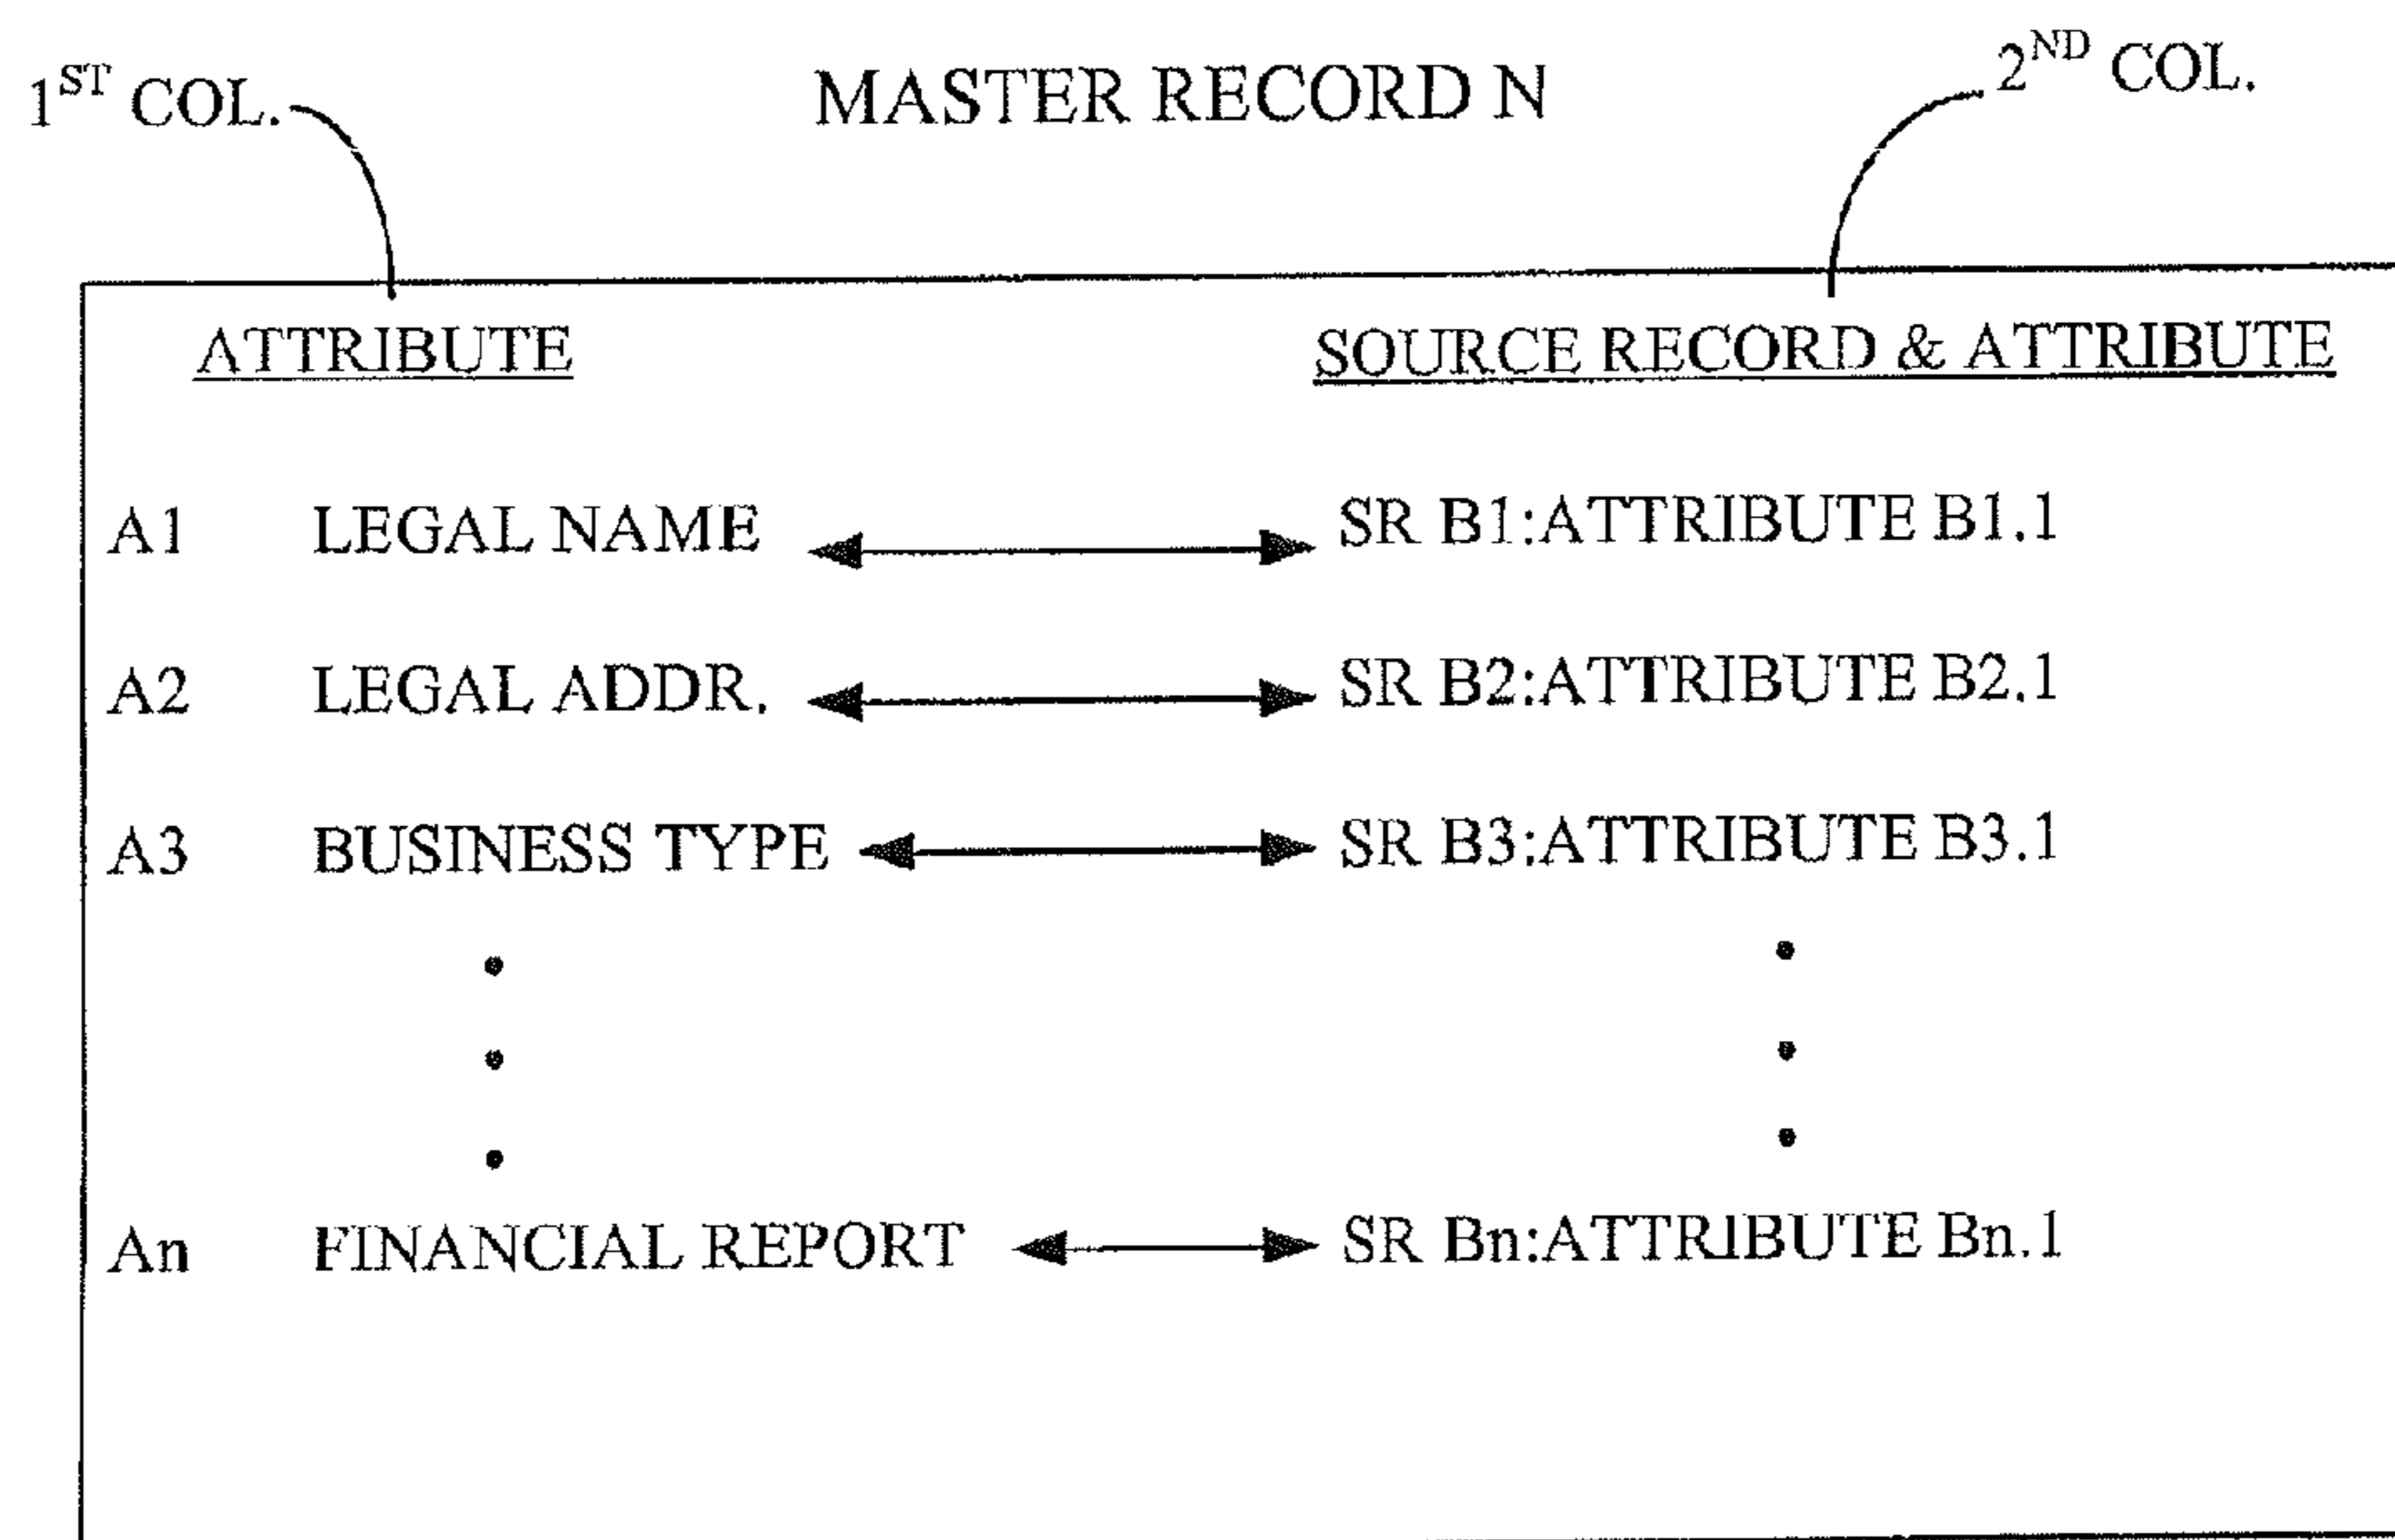 1ST COL.
MASTER RECORD N
2ND COL.
ATTRIBUTE
SOURCE RECORD & ATTRIBUTE
A1 LEGAL NAME SR B1:ATTRIBUTE B1.1
A2 LEGAL ADDR. SR B2:ATTRIBUTE B2.1
A3 BUSINESS TYPE SR B3:ATTRIBUTE B3.1
An FINANCIAL REPORT SR Bn:ATTRIBUTE Bn.1